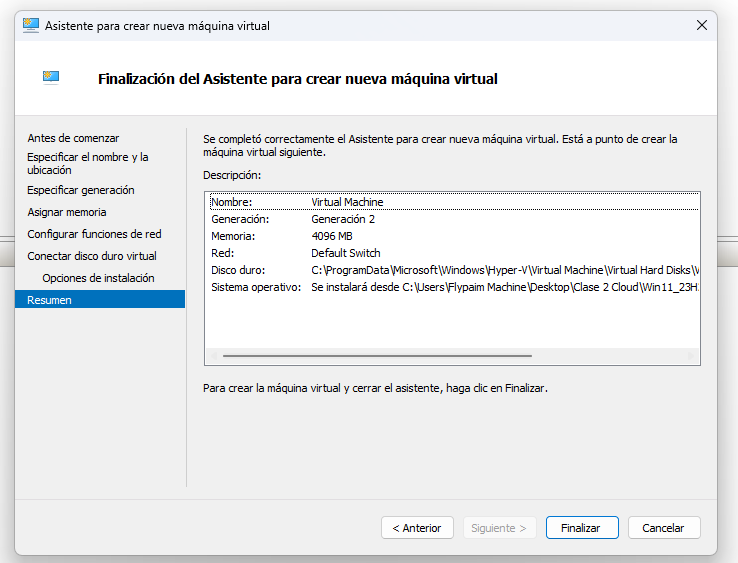 Asistente para crear nueva máquina virtual
Finalización del Asistente para crear nueva máquina virtual
Antes de comenzar
Especificar el nombre y la
ubicación
Especificar generación
Asignar memoria
Configurar funciones de red
Conectar disco duro virtual
Opciones de instalación
Resumen
Se completó correctamente el Asistente para crear nueva máquina virtual. Está a punto de crear la
máquina virtual siguiente.
Descripción:
Nombre: Virtual Machine
Generación: Generación 2
Memoria: 4096 MB
Red: Default Switch
Disco duro: C:\ProgramData\Microsoft\Windows\Hyper-V\Virtual Machine\Virtual Hard Disks\
Sistema operativo: Se instalará desde C:\Users\Flypaim Machine\Desktop\Clase 2 Cloud\Win11_23H
Para crear la máquina virtual y cerrar el asistente, haga clic en Finalizar.
< Anterior
Siguiente >
Finalizar
Cancelar